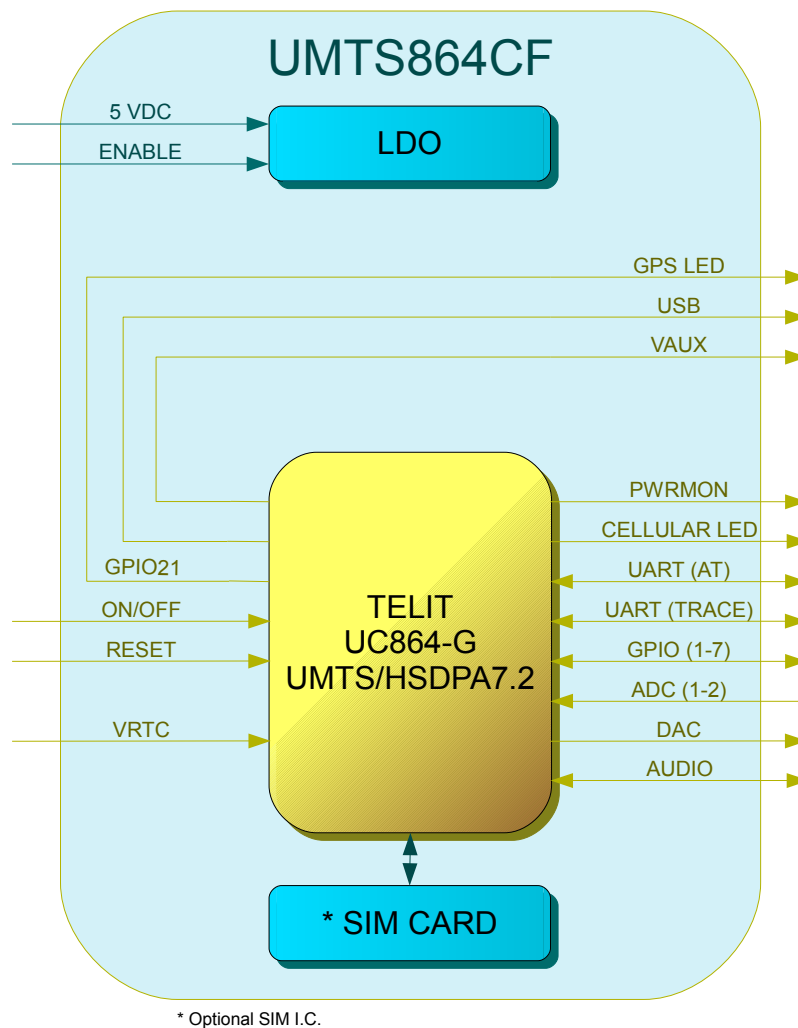 UMTS864CF
5 VDC
LDO
ENABLE
GPS LED
USB
VAUX
PWRMON
CELLULAR LED
GPIO21
UART (AT)
ON/OFF
UART (TRACE)
RESET
GPIO (1-7)
TELIT
UC864-G
UMTS/HSDPA7.2
ADC (1-2)
VRTC
DAC
AUDIO
* SIM CARD
* Optional SIM I.C.